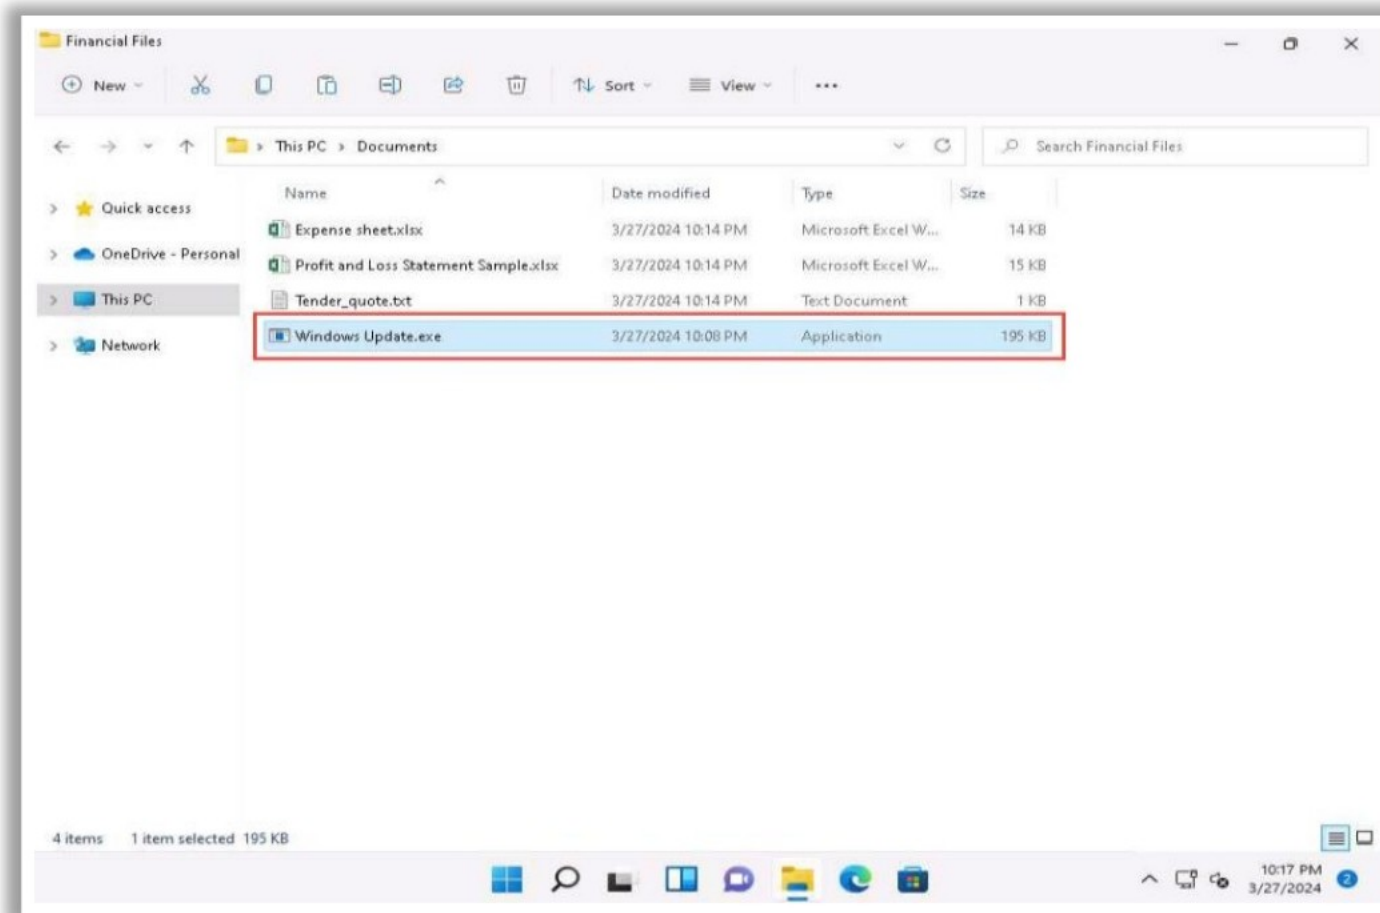 Financial Files
New Sort View
This PC > Documents Search Financial Files
Name Date modified Type Size
Quick access
Expense sheet.xlsx 3/27/2024 10:14 PM Microsoft Excel W... 14 KB
OneDrive - Personal
Profit and Loss Statement Sample.xlsx 3/27/2024 10:14 PM Microsoft Excel W... 15 KB
This PC
Tender_quote.txt 3/27/2024 10:14 PM Text Document 1 KB
Windows Update.exe 3/27/2024 10:08 PM Application 195 KB
Network
4 items 1 item selected 195 KB
10:17 PM
3/27/2024 2